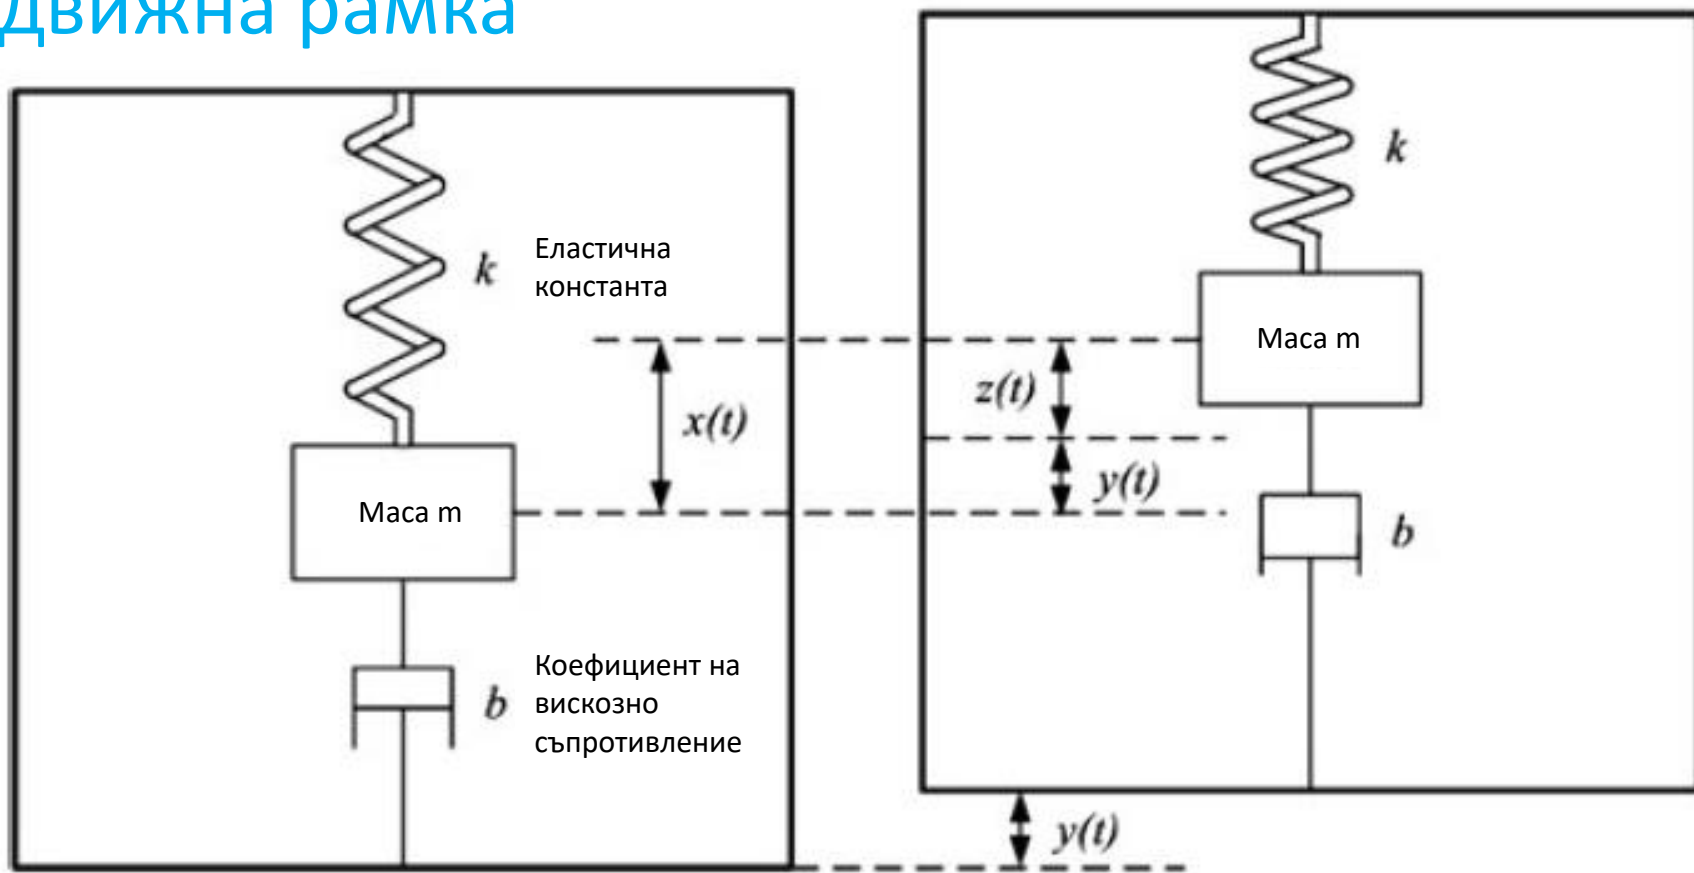 движна рамка
k
Еластична
константа
Маса m
x(t)
b
Коефициент на
вискозно
съпротивление
k
Маса m
z(t)
y(t)
b
y(t)